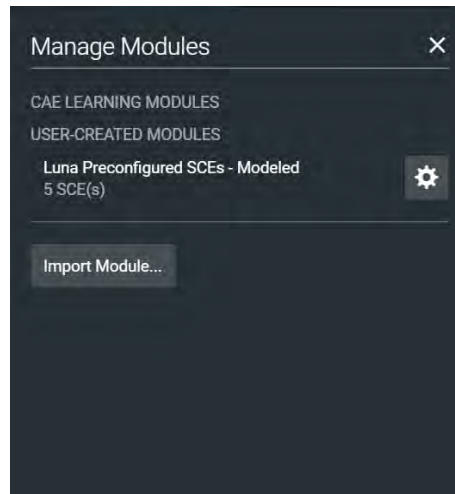 Manage Modules
CAE LEARNING MODULES
USER-CREATED MODULES
Luna Preconfigured SCEs - Modeled
5 SCE(s)
Import Module...